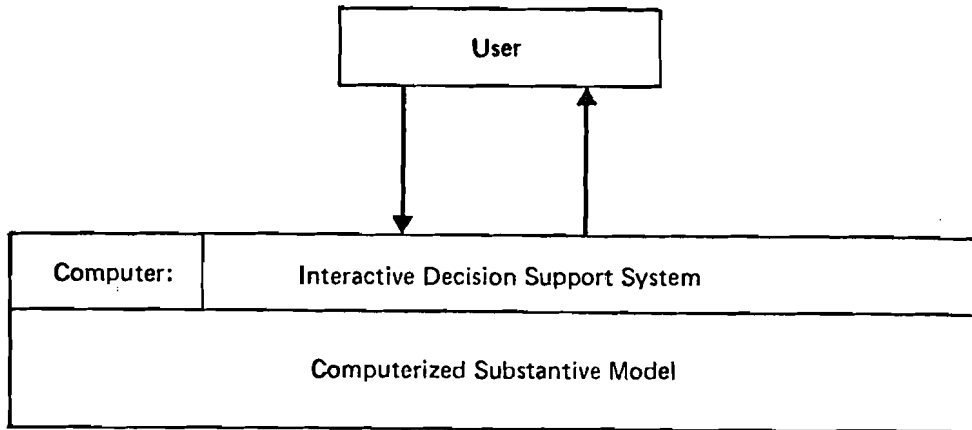 User
Computer: Interactive Decision Support System
Computerized Substantive Model